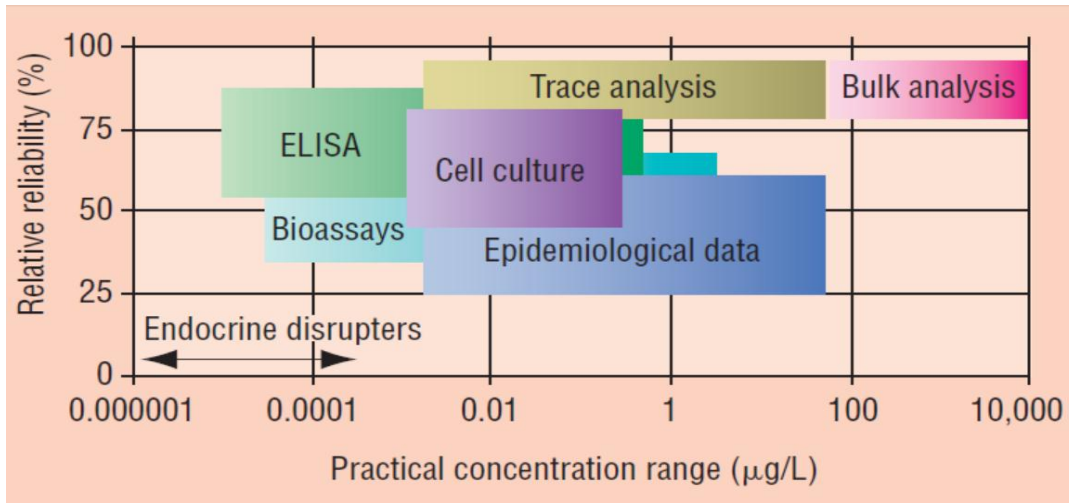 Relative reliability (%)
100
75
50
25
0
Trace analysis
Bulk analysis
ELISA
Cell culture
Bioassays
Epidemiological data
Endocrine disrupters
0.000001
0.0001
0.01
1
100
10,000
Practical concentration range (μg/L)